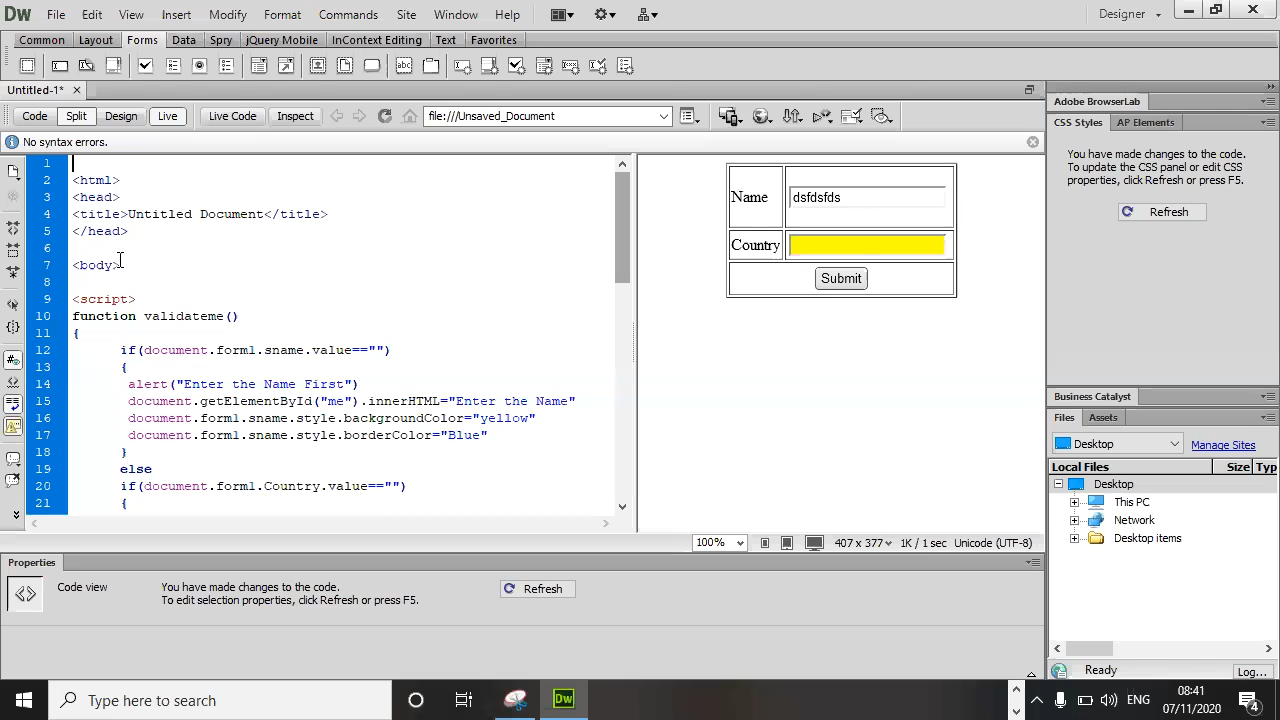 Dw File Edit View Insert Modify Format Commands Site Window Help Designer
Common Layout Forms Data Spry jQuery Mobile InContext Editing Text Favorites
Untitled-1* ×
Code Split Design Live Live Code Inspect file:///Unsaved_Document
No syntax errors.
1
2 <html>
3 <head>
4 <title>Untitled Document</title>
5 </head>
6
7 <body>
8
9 <script>
10 function validateme()
11 {
12 if(document.form1.sname.value=="")
13 {
14 alert("Enter the Name First")
15 document.getElementById("me").innerHTML="Enter the Name"
16 document.form1.sname.style.backgroundColor="yellow"
17 document.form1.sname.style.borderColor="Blue"
18 }
19 else
20 if(document.form1.Country.value=="")
21 {
Name dsfdsfds
Country
Submit
100% 407 x 377 1K / 1 sec Unicode (UTF-8)
Adobe BrowserLab
CSS Styles AP Elements
You have made changes to the code.
To update the CSS panel or edit CSS
properties, click Refresh or press F5.
Refresh
Business Catalyst
Files Assets
Desktop Manage Sites
Local Files Size Typ
Desktop
This PC
Network
Desktop items
Ready Log...
Properties
Code view You have made changes to the code.
To edit selection properties, click Refresh or press F5.
Refresh
Type here to search
Dw
ENG 08:41
07/11/2020
4